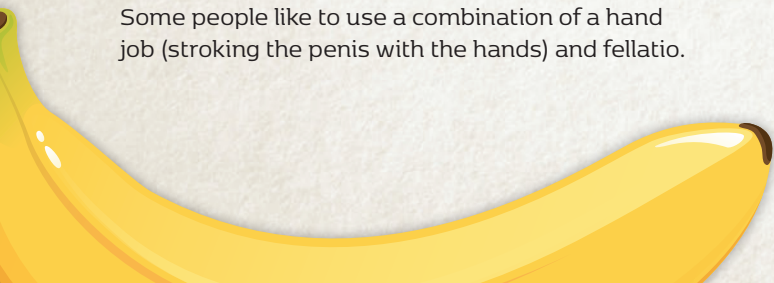 Some people like to use a combination of a hand
job (stroking the penis with the hands) and fellatio.